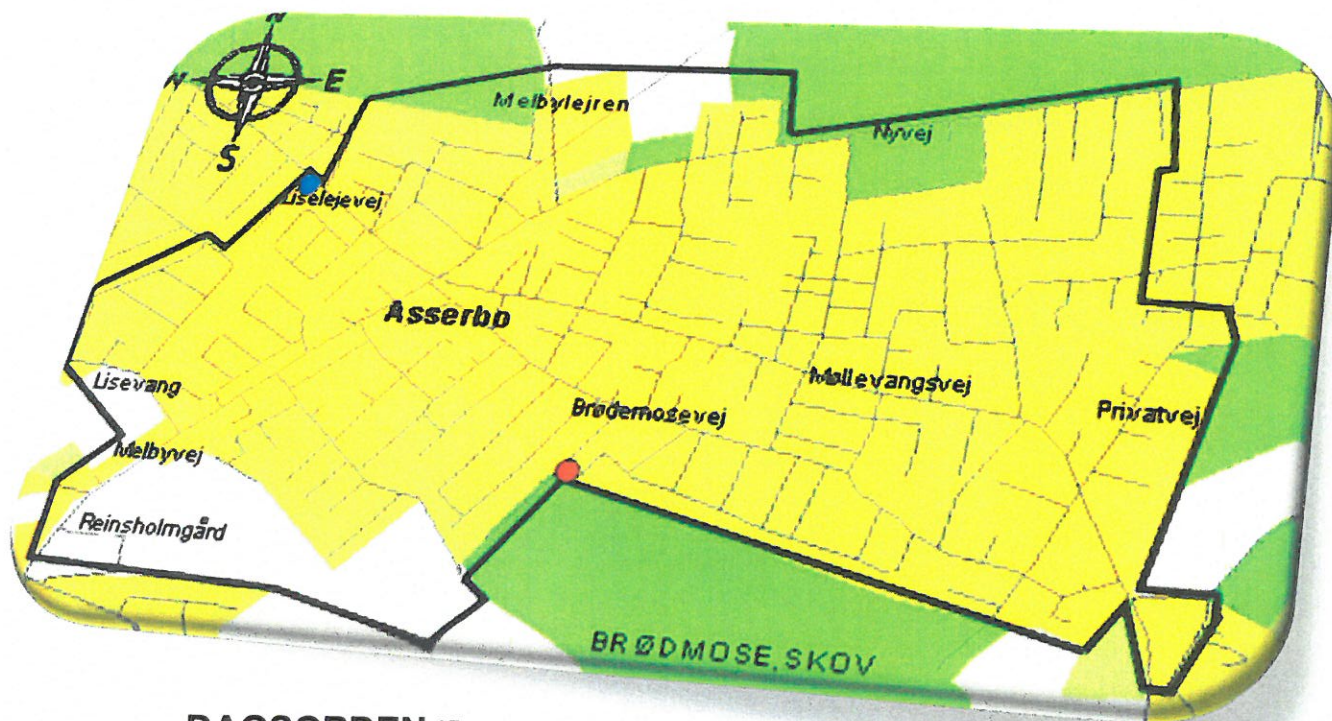 N
W
E
S
Melbylejren
Nyvej
Liselejevej
Asserbo
Lisevang
Møllevangsvej
Brødemosevej
Privatvej
Melbyvej
Reinsholmgård
BRØDMOSE SKOV